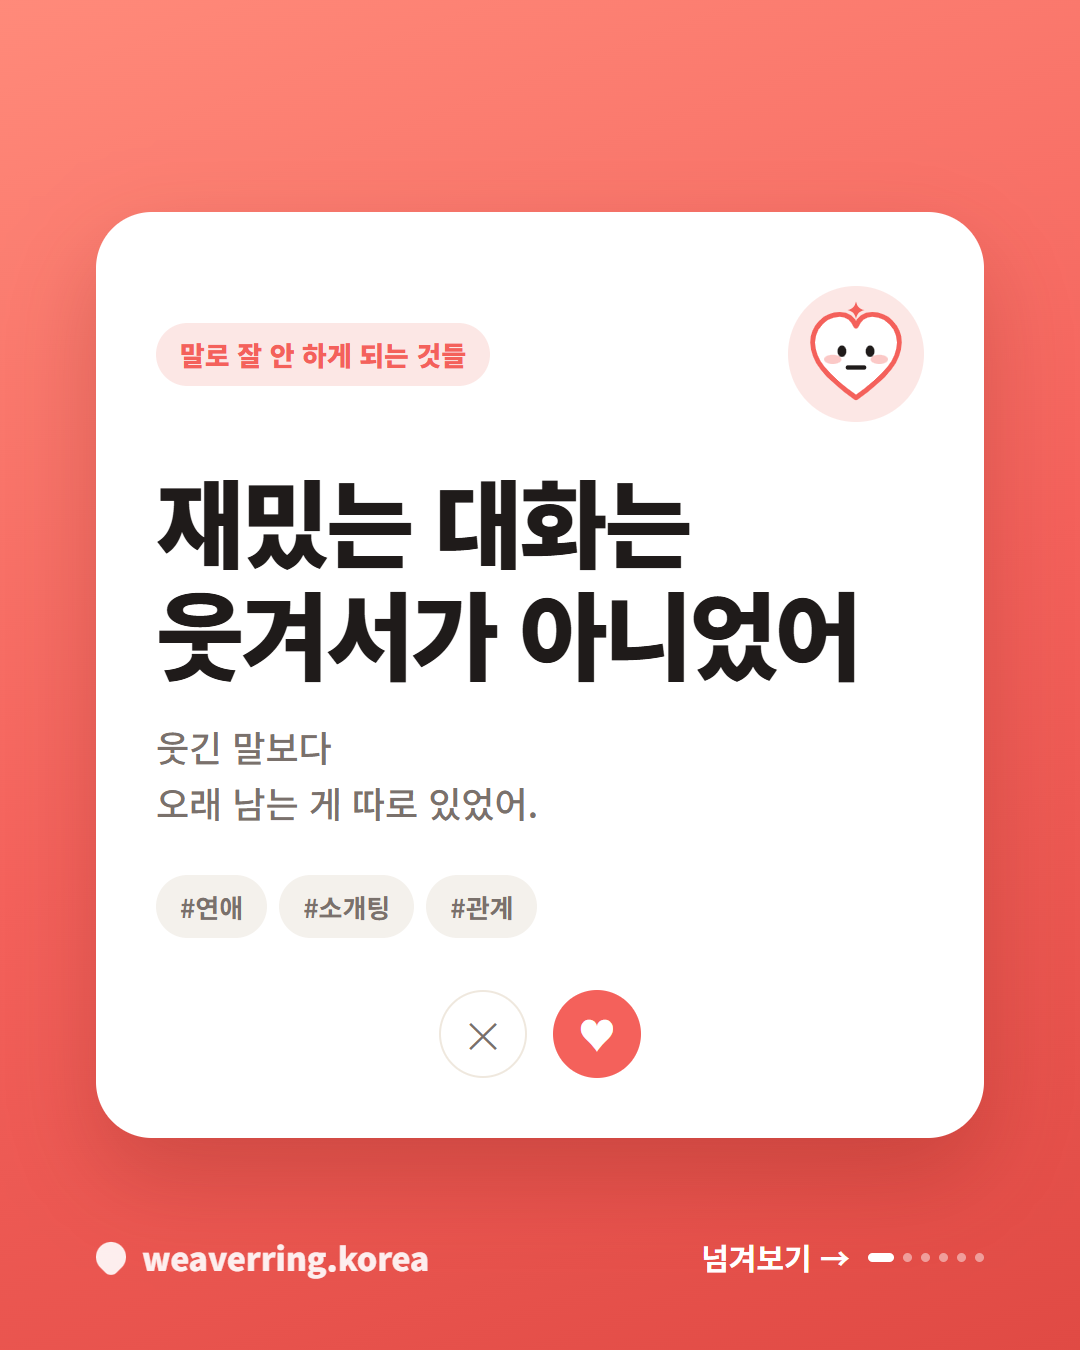 말로 잘 안 하게 되는 것들
재밌는 대화는
웃겨서가 아니었어
웃긴 말보다
오래 남는 게 따로 있었어.
#연애 #소개팅 #관계
weaverring.korea
넘겨보기 →